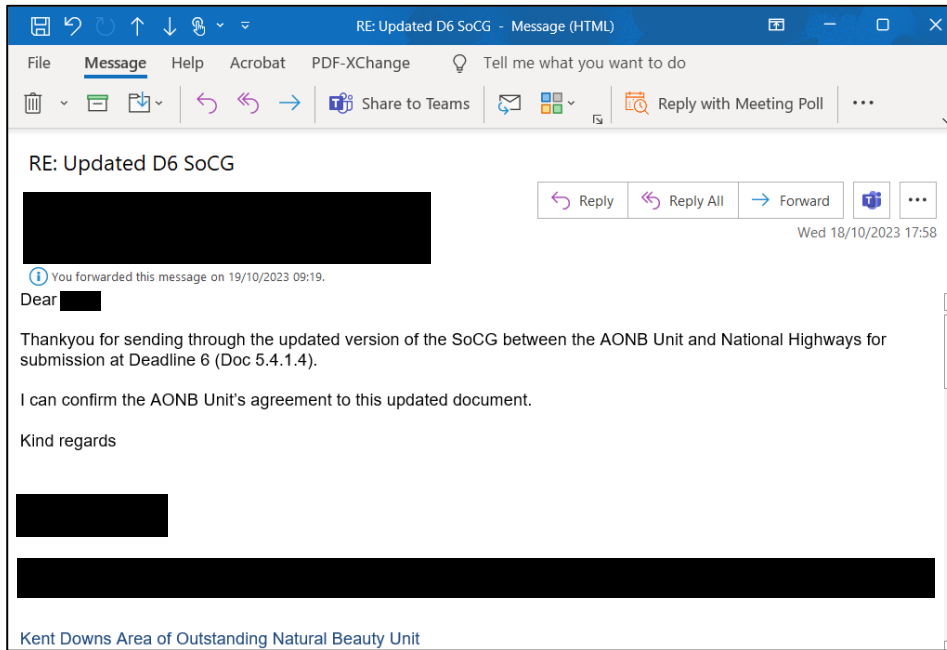 RE: Updated D6 SoCG - Message (HTML)
File Message Help Acrobat PDF-XChange Tell me what you want to do
Share to Teams Reply with Meeting Poll
RE: Updated D6 SoCG
Reply Reply All Forward
Wed 18/10/2023 17:58
You forwarded this message on 19/10/2023 09:19.
Dear
Thankyou for sending through the updated version of the SoCG between the AONB Unit and National Highways for
submission at Deadline 6 (Doc 5.4.1.4).
I can confirm the AONB Unit’s agreement to this updated document.
Kind regards
Kent Downs Area of Outstanding Natural Beauty Unit